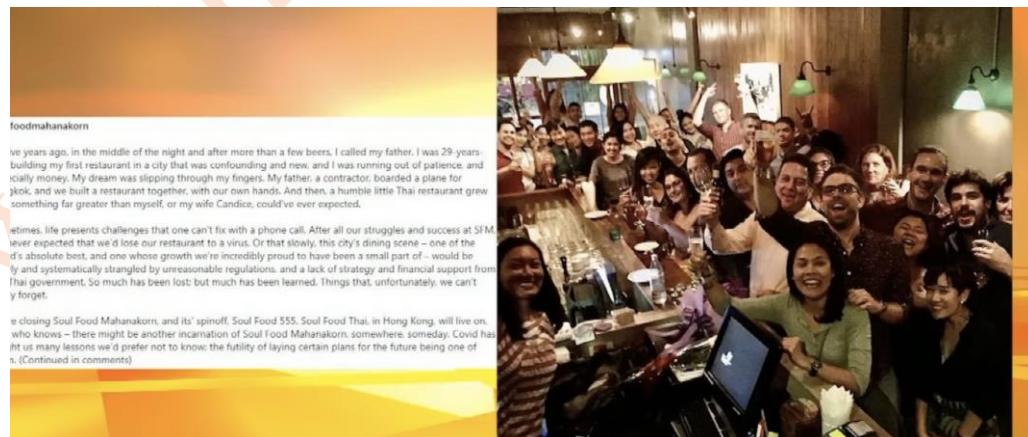 foodmahanakorn
ve years ago, in the middle of the night and after more than a few beers, I called my father. I was 29-years-
building my first restaurant in a city that was confounding and new, and I was running out of patience, and
cially money. My dream was slipping through my fingers. My father, a contractor, boarded a plane for
gkok, and we built a restaurant together, with our own hands. And then, a humble little Thai restaurant grew
something far greater than myself, or my wife Candice, could've ever expected.
etimes, life presents challenges that one can't fix with a phone call. After all our struggles and success at SFM,
never expected that we'd lose our restaurant to a virus. Or that slowly, this city's dining scene – one of the
d's absolute best, and one whose growth we're incredibly proud to have been a small part of – would be
ly and systematically strangled by unreasonable regulations, and a lack of strategy and financial support from
Thai government. So much has been lost; but much has been learned. Things that, unfortunately, we can't
y forget.
e closing Soul Food Mahanakorn, and its' spinoff, Soul Food 555. Soul Food Thai, in Hong Kong, will live on.
who knows – there might be another incarnation of Soul Food Mahanakorn, somewhere, someday. Covid has
ht us many lessons we'd prefer not to know; the futility of laying certain plans for the future being one of
n. (Continued in comments)